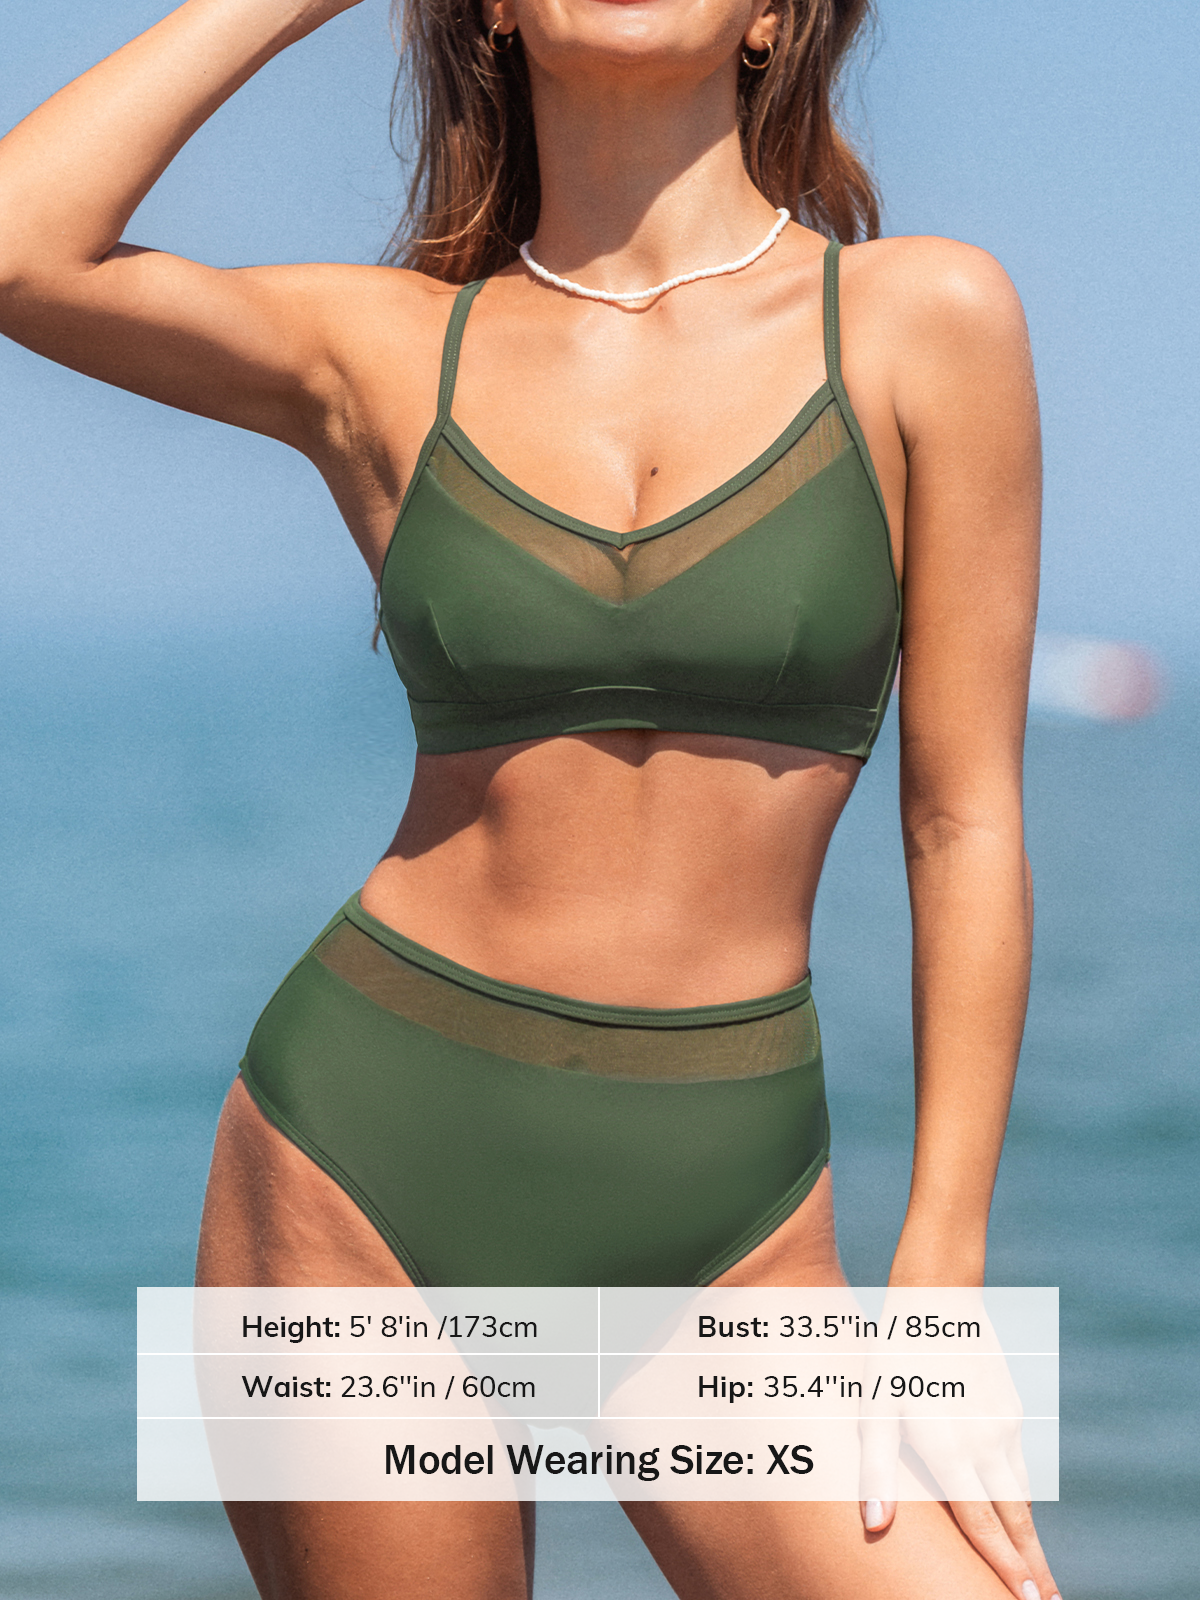 Height: 5' 8'in /173cm
Bust: 33.5''in / 85cm
Waist: 23.6''in / 60cm
Hip: 35.4''in / 90cm
Model Wearing Size: XS